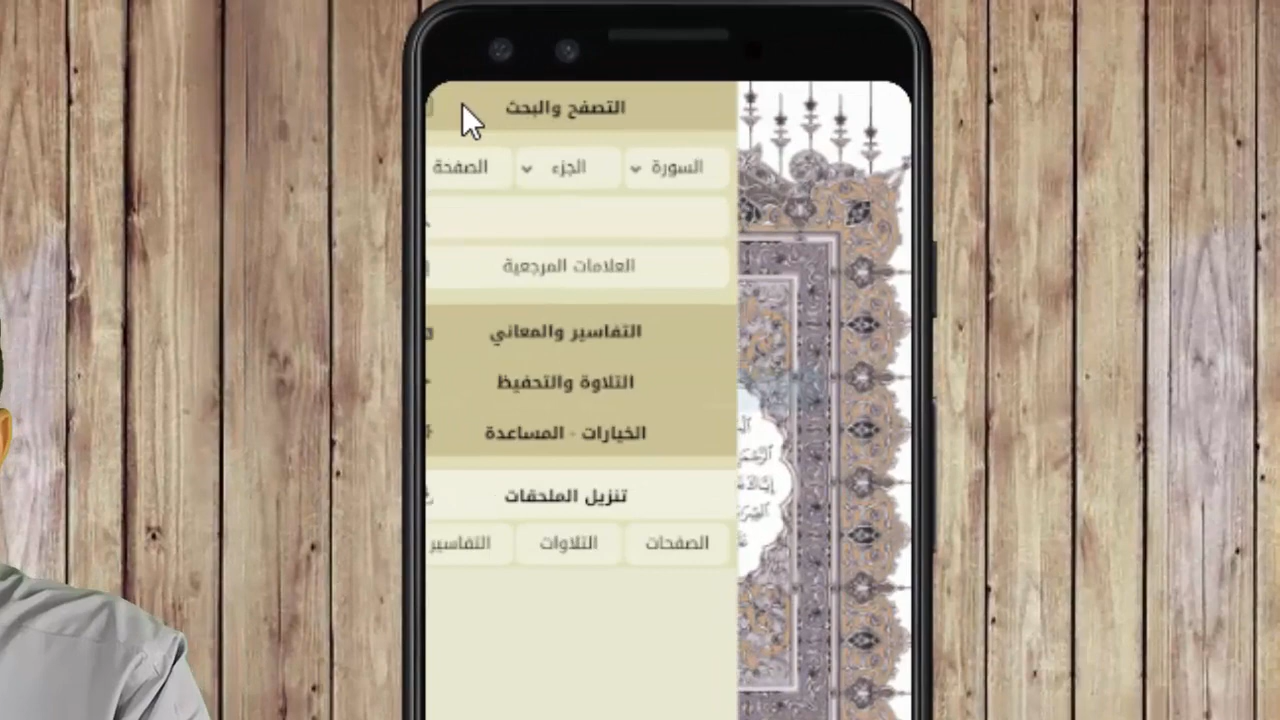 التصفح والبحث
السورة الجزء الصفحة
العلامات المرجعية
التفاسير والمعاني
التلاوة والتحفيظ
الخيارات - المساعدة
تنزيل الملحقات
الصفحات التلاوات التفاسير